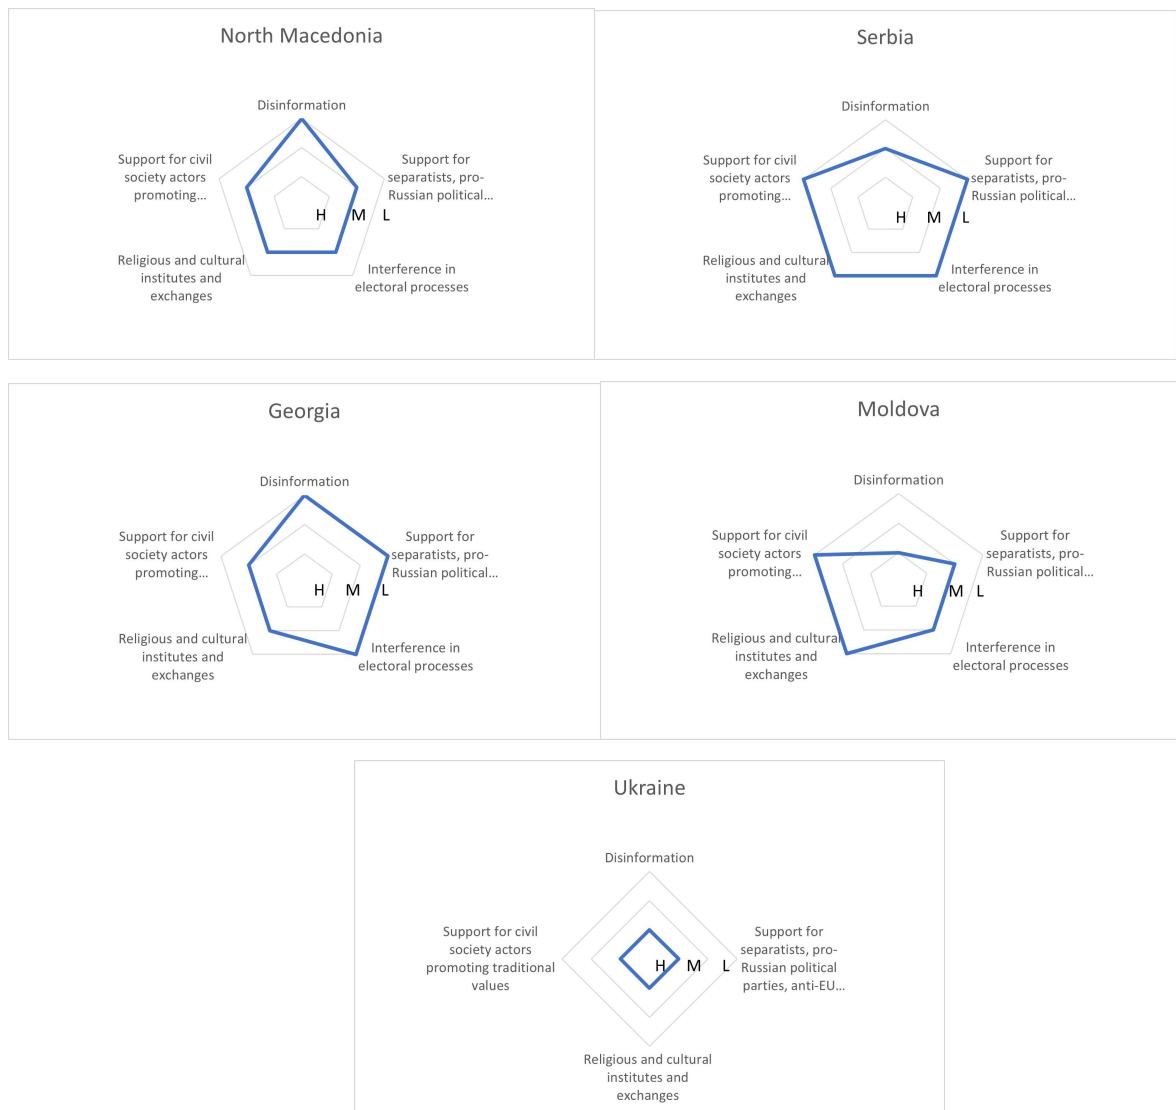 North Macedonia
Disinformation
Support for civil
society actors
promoting...
Support for
separatists, pro-
Russian political...
H M L
Religious and cultural
institutes and
exchanges
Interference in
electoral processes
Serbia
Disinformation
Support for civil
society actors
promoting...
Support for
separatists, pro-
Russian political...
H M L
Religious and cultural
institutes and
exchanges
Interference in
electoral processes
Georgia
Disinformation
Support for civil
society actors
promoting...
Support for
separatists, pro-
Russian political...
H M L
Religious and cultural
institutes and
exchanges
Interference in
electoral processes
Moldova
Disinformation
Support for civil
society actors
promoting...
Support for
separatists, pro-
Russian political...
H M L
Religious and cultural
institutes and
exchanges
Interference in
electoral processes
Ukraine
Disinformation
Support for civil
society actors
promoting traditional
values
Support for
separatists, pro-
Russian political
parties, anti-EU...
H M L
Religious and cultural
institutes and
exchanges